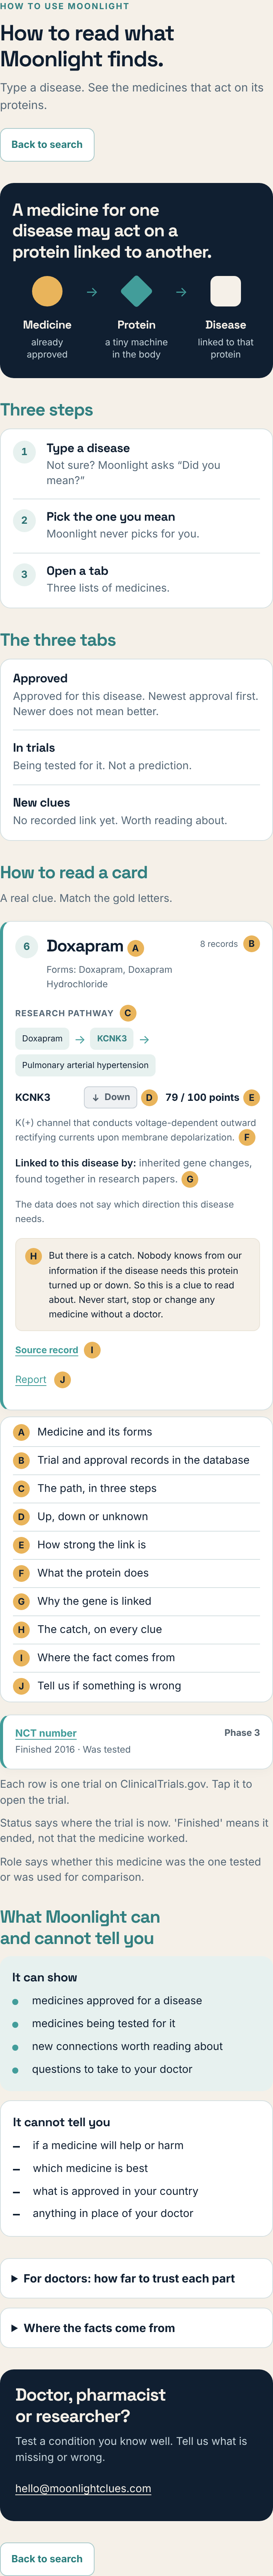 HOW TO USE MOONLIGHT
How to read what
Moonlight finds.
Type a disease. See the medicines that act on its
proteins.
Back to search
A medicine for one
disease may act on a
protein linked to another.
Medicine → Protein → Disease
already
approved
a tiny machine
in the body
linked to that
protein
Three steps
1 Type a disease
Not sure? Moonlight asks “Did you
mean?”
2 Pick the one you mean
Moonlight never picks for you.
3 Open a tab
Three lists of medicines.
The three tabs
Approved
Approved for this disease. Newest approval first.
Newer does not mean better.
In trials
Being tested for it. Not a prediction.
New clues
No recorded link yet. Worth reading about.
How to read a card
A real clue. Match the gold letters.
6 Doxapram A 8 records B
Forms: Doxapram, Doxapram
Hydrochloride
RESEARCH PATHWAY C
Doxapram → KCNK3 →
Pulmonary arterial hypertension
KCNK3 ↓ Down D 79 / 100 points E
K(+) channel that conducts voltage-dependent outward
rectifying currents upon membrane depolarization. F
Linked to this disease by: inherited gene changes,
found together in research papers. G
The data does not say which direction this disease
needs.
H But there is a catch. Nobody knows from our
information if the disease needs this protein
turned up or down. So this is a clue to read
about. Never start, stop or change any
medicine without a doctor.
Source record I
Report J
A Medicine and its forms
B Trial and approval records in the database
C The path, in three steps
D Up, down or unknown
E How strong the link is
F What the protein does
G Why the gene is linked
H The catch, on every clue
I Where the fact comes from
J Tell us if something is wrong
NCT number Phase 3
Finished 2016 · Was tested
Each row is one trial on ClinicalTrials.gov. Tap it to
open the trial.
Status says where the trial is now. 'Finished' means it
ended, not that the medicine worked.
Role says whether this medicine was the one tested
or was used for comparison.
What Moonlight can
and cannot tell you
It can show
medicines approved for a disease
medicines being tested for it
new connections worth reading about
questions to take to your doctor
It cannot tell you
– if a medicine will help or harm
– which medicine is best
– what is approved in your country
– anything in place of your doctor
▶ For doctors: how far to trust each part
▶ Where the facts come from
Doctor, pharmacist
or researcher?
Test a condition you know well. Tell us what is
missing or wrong.
hello@moonlightclues.com
Back to search